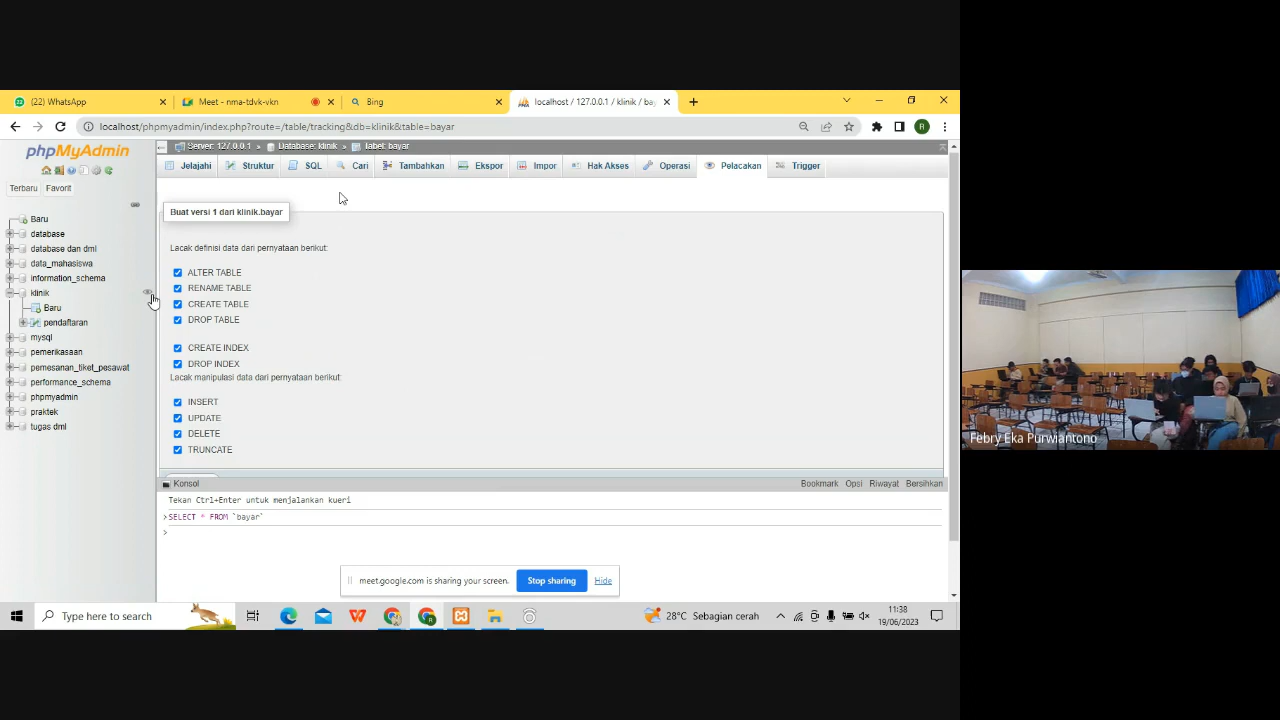 (22) WhatsApp
Meet - nma-tdvk-vkn
Bing
localhost / 127.0.0.1 / klinik / bay
localhost/phpmyadmin/index.php?route=/table/tracking&db=klinik&table=bayar
phpMyAdmin
Terbaru Favorit
Baru
database
database dan dml
data_mahasiswa
information_schema
klinik
Baru
pendaftaran
mysql
pemerikasaan
pemesanan_tiket_pesawat
performance_schema
phpmyadmin
praktek
tugas dml
Server: 127.0.0.1 » Database: klinik » Tabel: bayar
Jelajahi Struktur SQL Cari Tambahkan Ekspor Impor Hak Akses Operasi Pelacakan Trigger
Buat versi 1 dari klinik.bayar
Lacak definisi data dari pernyataan berikut:
ALTER TABLE
RENAME TABLE
CREATE TABLE
DROP TABLE
CREATE INDEX
DROP INDEX
Lacak manipulasi data dari pernyataan berikut:
INSERT
UPDATE
DELETE
TRUNCATE
Konsol Bookmark Opsi Riwayat Bersihkan
Tekan Ctrl+Enter untuk menjalankan kueri
>SELECT * FROM `bayar`
>
meet.google.com is sharing your screen. Stop sharing Hide
Type here to search
28°C Sebagian cerah
11:38
19/06/2023
Febry Eka Purwiantono